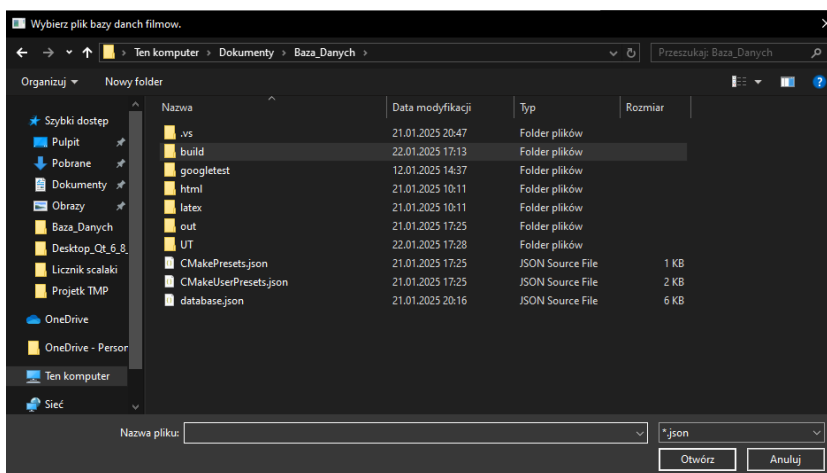 Wybierz plik bazy danch filmow.
Ten komputer > Dokumenty > Baza_Danych >
Przeszukaj: Baza_Danych
Organizuj
Nowy folder
Nazwa Data modyfikacji Typ Rozmiar
Szybki dostęp
Pulpit
Pobrane
Dokumenty
Obrazy
Baza_Danych
Desktop_Qt_6_8_
Licznik scalaki
Projetk TMP
OneDrive
OneDrive - Person
Ten komputer
Sieć
.vs 21.01.2025 20:47 Folder plików
build 22.01.2025 17:13 Folder plików
googletest 12.01.2025 14:37 Folder plików
html 21.01.2025 10:11 Folder plików
latex 21.01.2025 10:11 Folder plików
out 21.01.2025 17:25 Folder plików
UT 22.01.2025 17:28 Folder plików
CMakePresets.json 21.01.2025 17:25 JSON Source File 1 KB
CMakeUserPresets.json 21.01.2025 17:25 JSON Source File 2 KB
database.json 21.01.2025 20:16 JSON Source File 6 KB
Nazwa pliku:
*.json
Otwórz
Anuluj